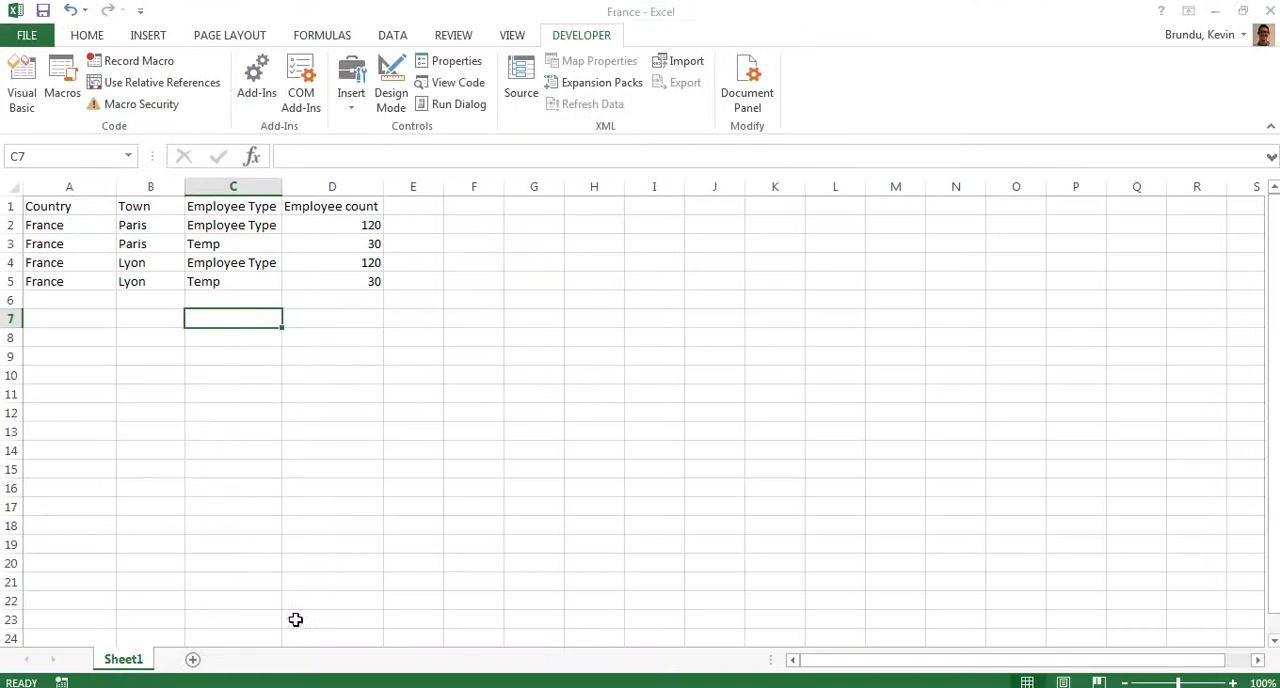 France - Excel
?
FILE HOME INSERT PAGE LAYOUT FORMULAS DATA REVIEW VIEW DEVELOPER Brundu, Kevin
Visual Basic
Macros
Record Macro
Use Relative References
Macro Security
Code
Add-Ins
COM Add-Ins
Add-Ins
Insert
Design Mode
Properties
View Code
Run Dialog
Controls
Source
Map Properties
Expansion Packs
Refresh Data
Import
Export
XML
Document Panel
Modify
C7 fx
A B C D E F G H I J K L M N O P Q R S
1 Country Town Employee Type Employee count
2 France Paris Employee Type 120
3 France Paris Temp 30
4 France Lyon Employee Type 120
5 France Lyon Temp 30
6
7
8
9
10
11
12
13
14
15
16
17
18
19
20
21
22
23
24
Sheet1
READY 100%